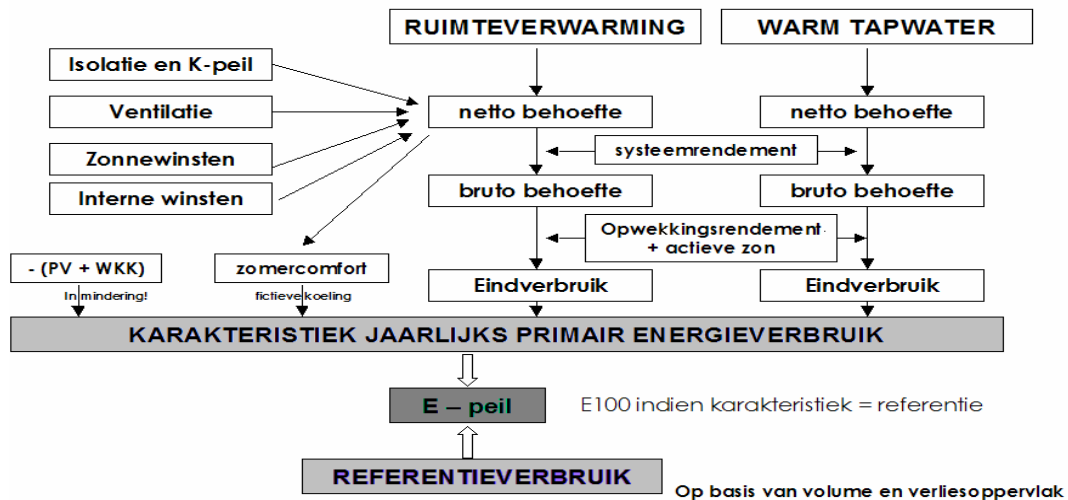 RUIMTEVERWARMING
WARM TAPWATER
Isolatie en K-peil
Ventilatie
netto behoefte
netto behoefte
Zonnewinsten
systeemrendement
Interne winsten
bruto behoefte
bruto behoefte
Opwekkingsrendement
+ actieve zon
- (PV + WKK)
zomercomfort
Eindverbruik
Eindverbruik
In mindering!
fictieve koeling
KARAKTERISTIEK JAARLIJKS PRIMAIR ENERGIEVERBRUIK
E – peil
E100 indien karakteristiek = referentie
REFERENTIEVERBRUIK
Op basis van volume en verliesoppervlak